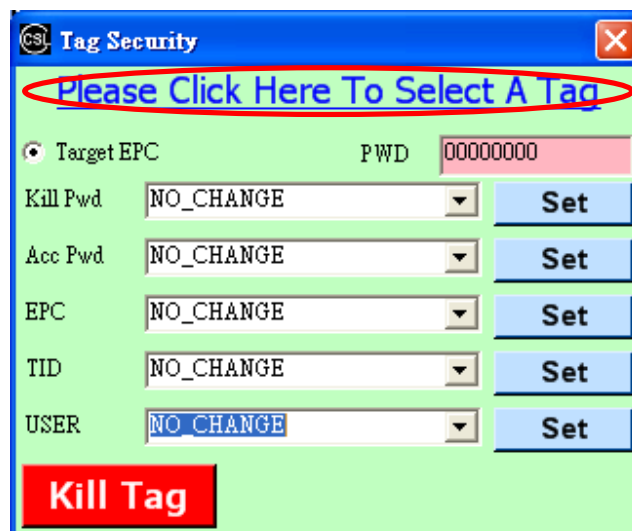 CSL Tag Security
Please Click Here To Select A Tag
Target EPC PWD 00000000
Kill Pwd NO_CHANGE Set
Acc Pwd NO_CHANGE Set
EPC NO_CHANGE Set
TID NO_CHANGE Set
USER NO_CHANGE Set
Kill Tag